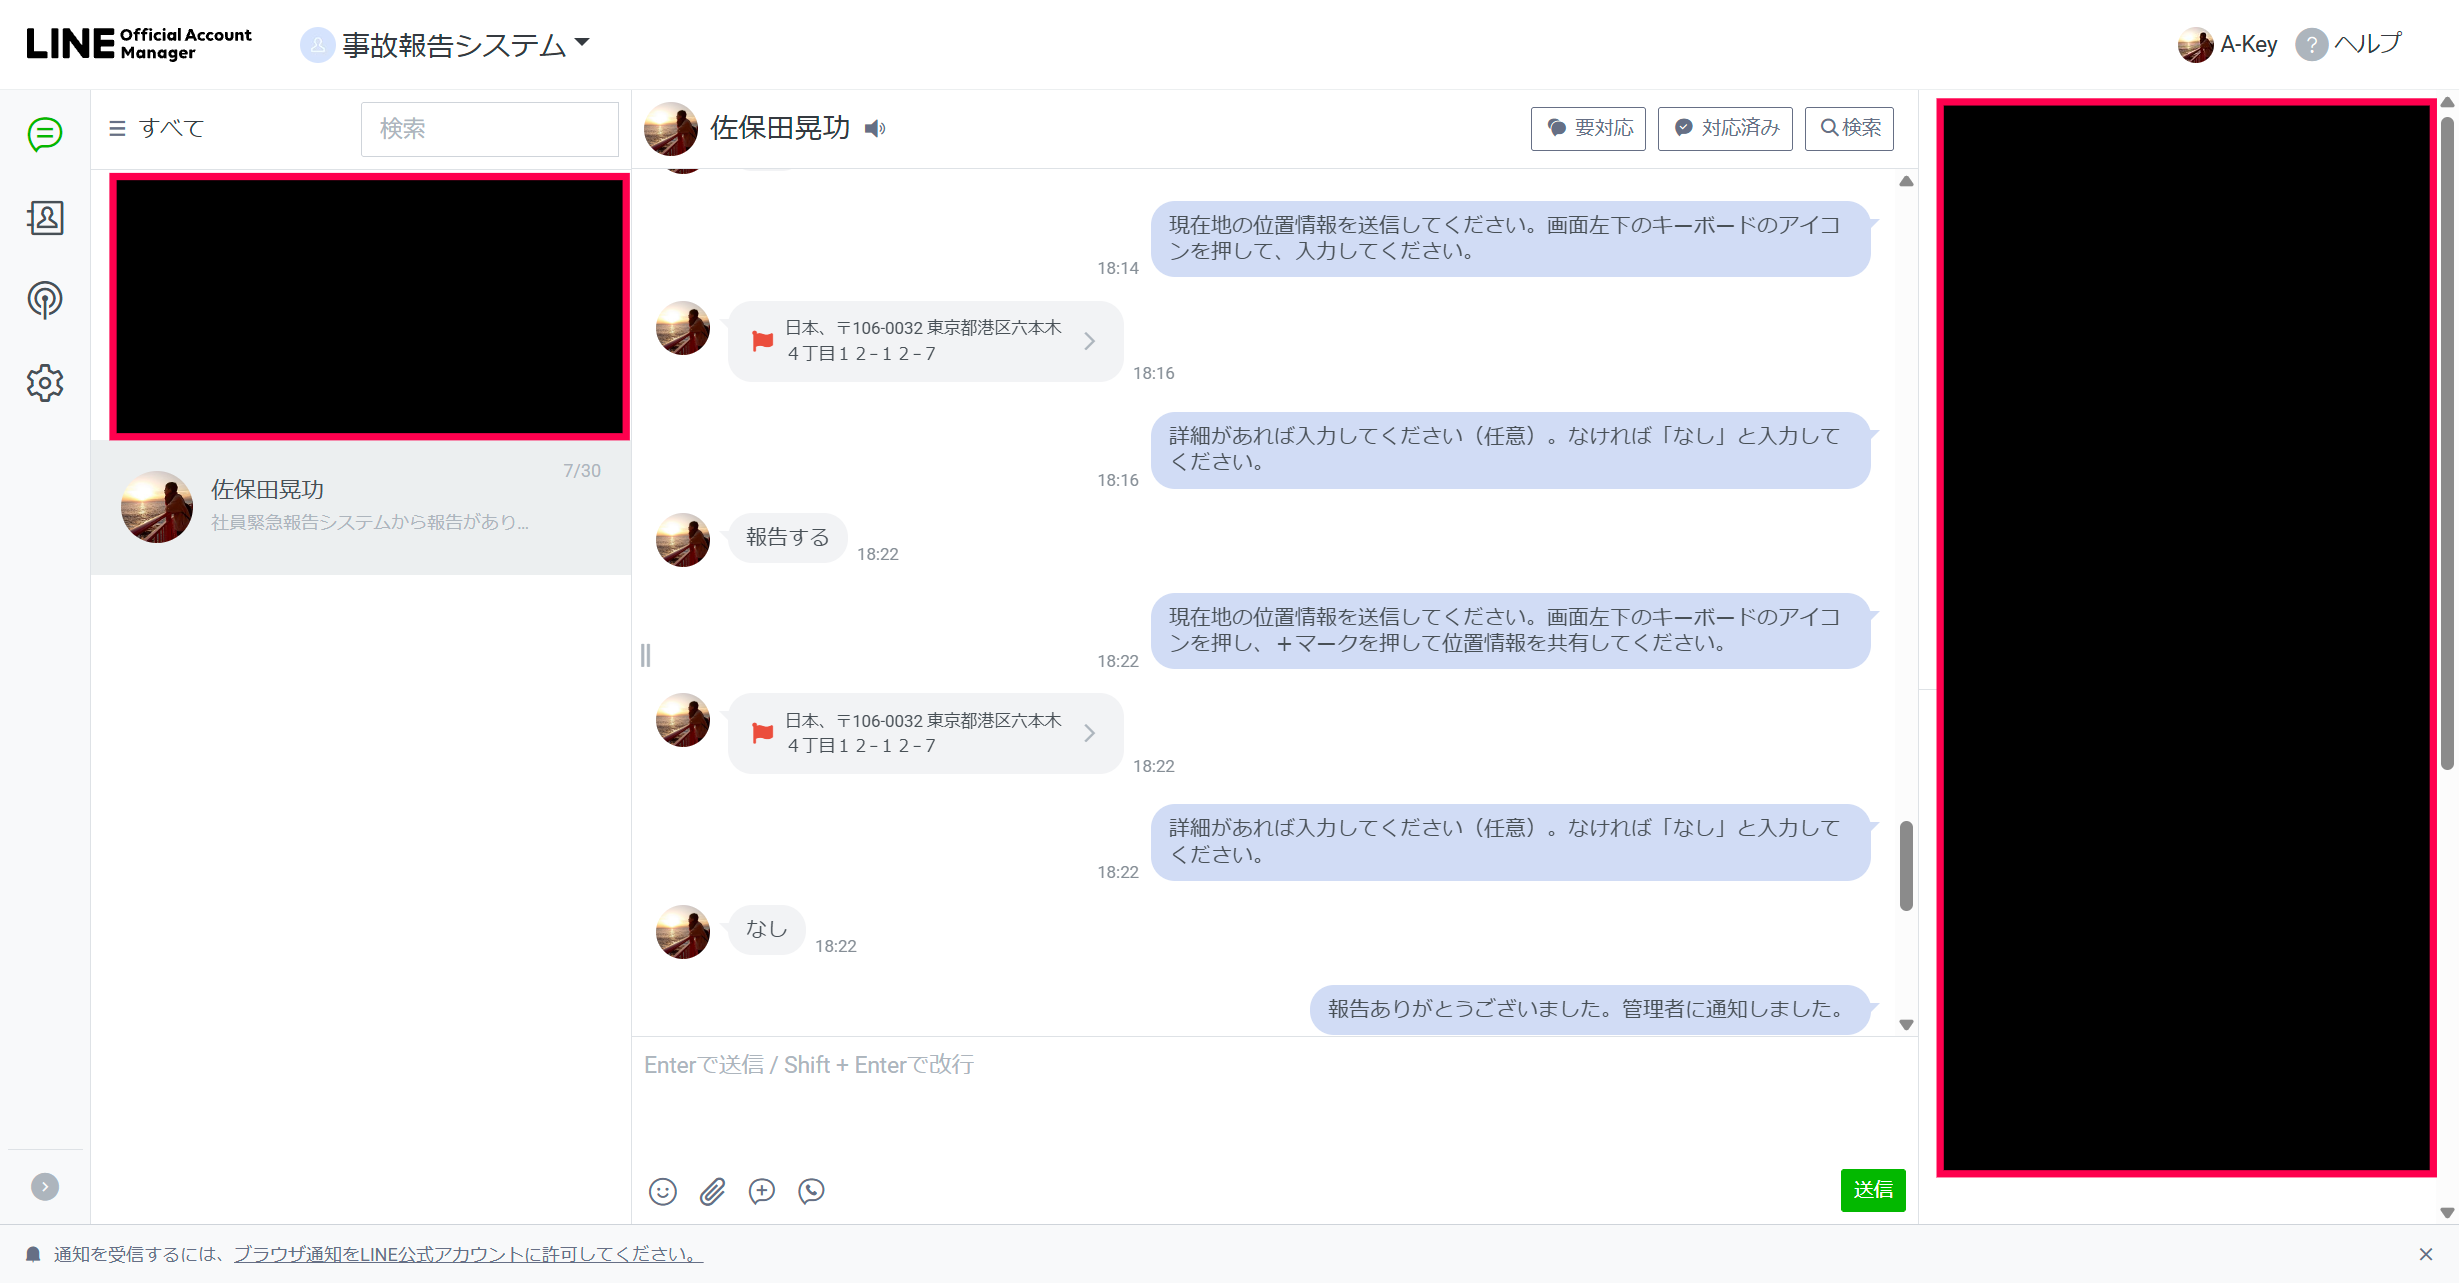 LINE Official Account Manager
事故報告システム
A-Key
ヘルプ
すべて
検索
佐保田晃功
7/30
社員緊急報告システムから報告があり...
佐保田晃功
要対応
対応済み
検索
現在地の位置情報を送信してください。画面左下のキーボードのアイコ
ンを押して、入力してください。
18:14
日本、〒106-0032 東京都港区六本木
４丁目１２−１２−７
18:16
詳細があれば入力してください（任意）。なければ「なし」と入力して
ください。
18:16
報告する
18:22
現在地の位置情報を送信してください。画面左下のキーボードのアイコ
ンを押し、＋マークを押して位置情報を共有してください。
18:22
日本、〒106-0032 東京都港区六本木
４丁目１２−１２−７
18:22
詳細があれば入力してください（任意）。なければ「なし」と入力して
ください。
18:22
なし
18:22
報告ありがとうございました。管理者に通知しました。
Enterで送信 / Shift + Enterで改行
送信
通知を受信するには、ブラウザ通知をLINE公式アカウントに許可してください。